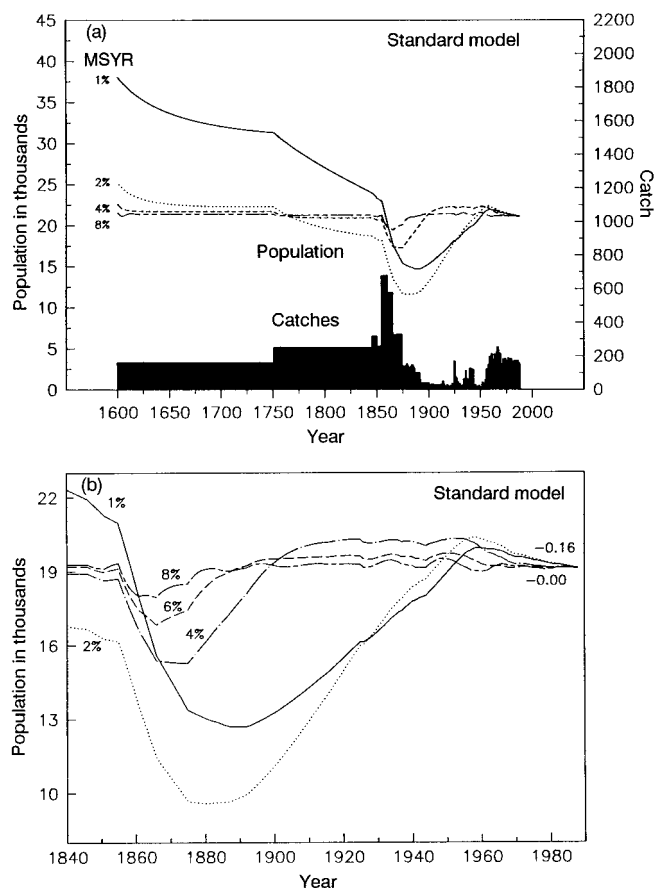 (a)
Standard model
MSYR
1%
2%
4%
8%
Population
Catches
Population in thousands
45
40
35
30
25
20
15
10
5
0
2200
2000
1800
1600
1400
1200
1000
800
600
400
200
0
Catch
1600 1650 1700 1750 1800 1850 1900 1950 2000
Year
(b)
Standard model
1%
8%
6%
4%
2%
−0.16
−0.00
Population in thousands
22
19
16
13
10
1840 1860 1880 1900 1920 1940 1960 1980
Year